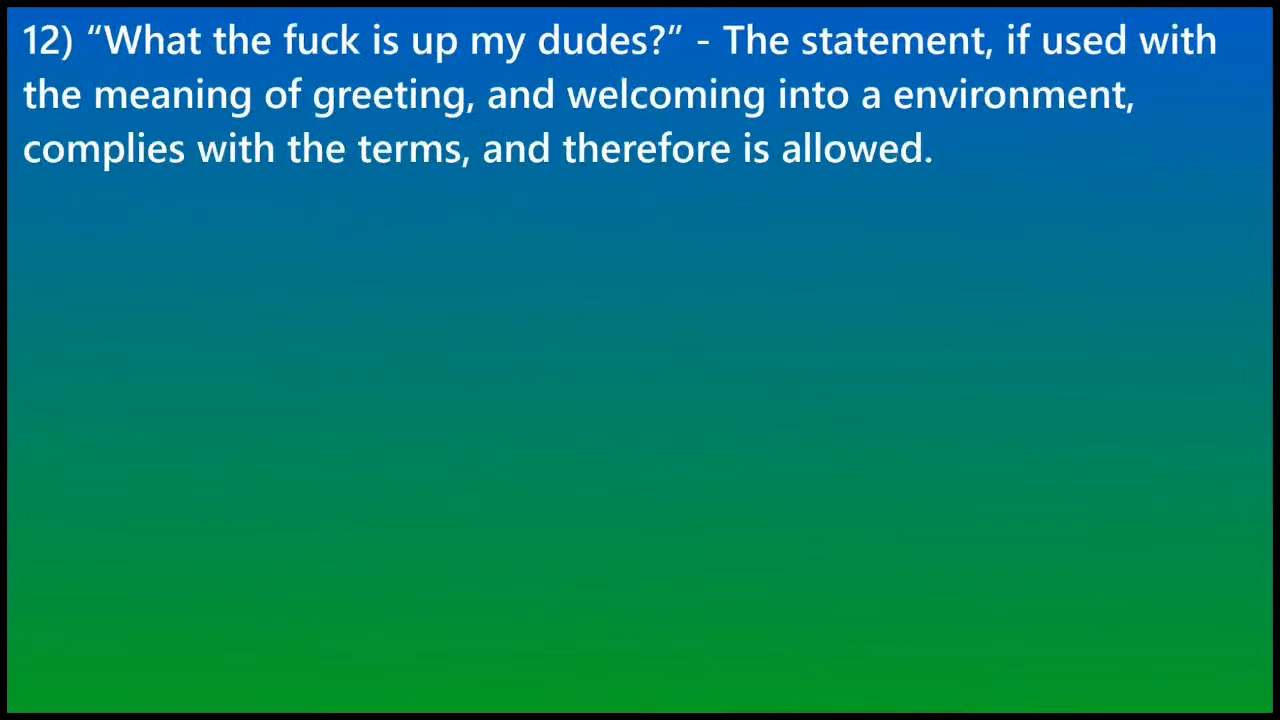 12) “What the fuck is up my dudes?” - The statement, if used with
the meaning of greeting, and welcoming into a environment,
complies with the terms, and therefore is allowed.